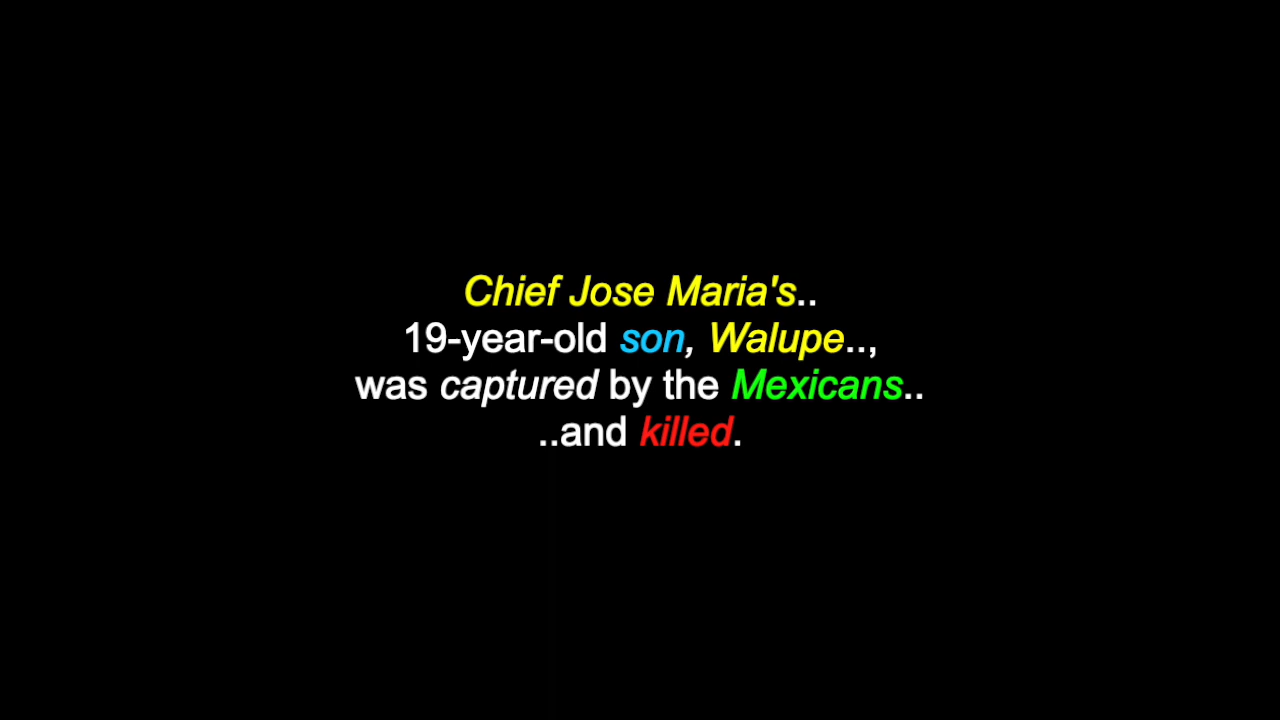 Chief Jose Maria's..
19-year-old son, Walupe..,
was captured by the Mexicans..
..and killed.